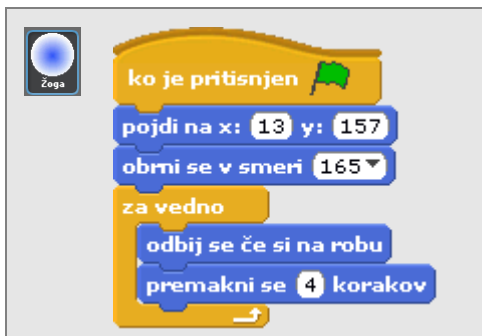 Žoga
ko je pritisnjen
pojdi na x: 13 y: 157
obrni se v smeri 165
za vedno
odbij se če si na robu
premakni se 4 korakov